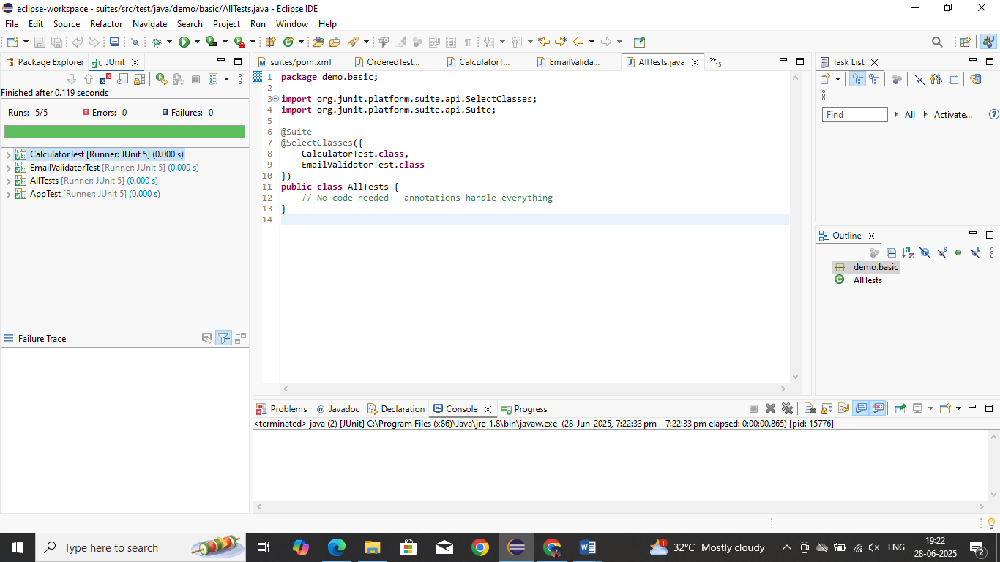 eclipse-workspace - suites/src/test/java/demo/basic/AllTests.java - Eclipse IDE
File Edit Source Refactor Navigate Search Project Run Window Help
Package Explorer JUnit
Finished after 0.119 seconds
Runs: 5/5 Errors: 0 Failures: 0
CalculatorTest [Runner: JUnit 5] (0.000 s)
EmailValidatorTest [Runner: JUnit 5] (0.000 s)
AllTests [Runner: JUnit 5] (0.000 s)
AppTest [Runner: JUnit 5] (0.000 s)
Failure Trace
suites/pom.xml OrderedTest... CalculatorT... EmailValida... AllTests.java 15
1 package demo.basic;
2
3 import org.junit.platform.suite.api.SelectClasses;
4 import org.junit.platform.suite.api.Suite;
5
6 @Suite
7 @SelectClasses({
8     CalculatorTest.class,
9     EmailValidatorTest.class
10 })
11 public class AllTests {
12     // No code needed – annotations handle everything
13 }
14
Task List
Find All Activate...
Outline
demo.basic
AllTests
Problems Javadoc Declaration Console Progress
<terminated> java (2) [JUnit] C:\Program Files (x86)\Java\jre-1.8\bin\javaw.exe (28-Jun-2025, 7:22:33 pm – 7:22:33 pm elapsed: 0:00:00.865) [pid: 15776]
Type here to search
1 32°C Mostly cloudy ENG 19:22
28-06-2025 2